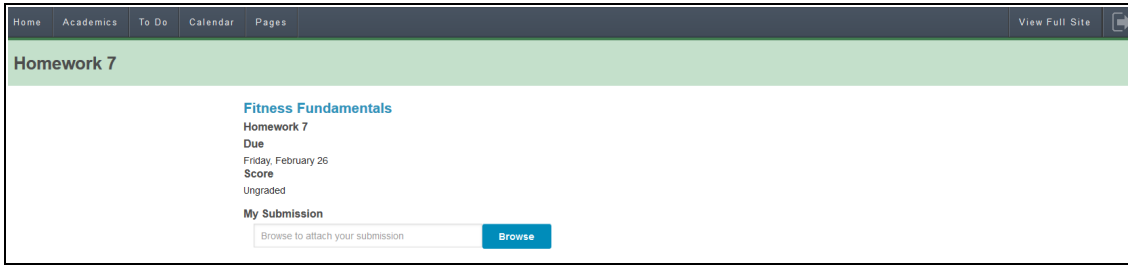 Home Academics To Do Calendar Pages View Full Site
Homework 7
Fitness Fundamentals
Homework 7
Due
Friday, February 26
Score
Ungraded
My Submission
Browse to attach your submission Browse